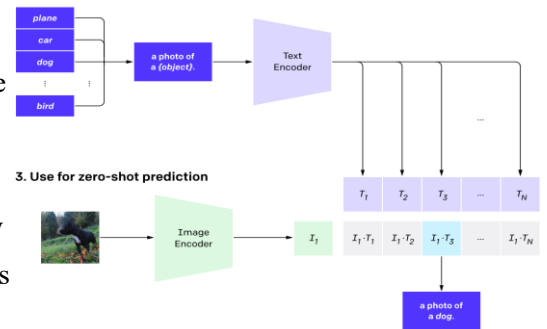 plane
car
dog
⋮ ⋮
bird
a photo of
a {object}.
Text
Encoder
e
...
3. Use for zero-shot prediction
T1 T2 T3 ... TN
y
s
Image
Encoder
I1
I1·T1 I1·T2 I1·T3 ... I1·TN
a photo of
a dog.